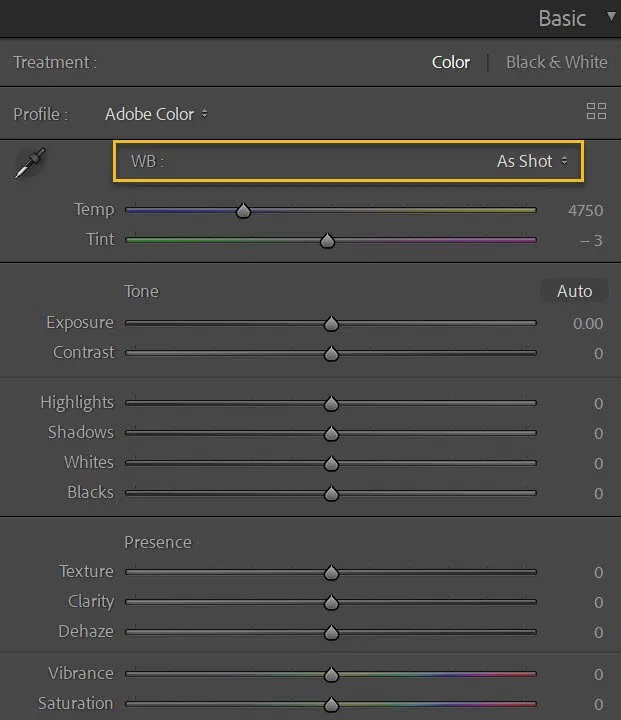 Basic
Treatment : Color | Black & White
Profile : Adobe Color
WB : As Shot
Temp 4750
Tint – 3
Tone Auto
Exposure 0.00
Contrast 0
Highlights 0
Shadows 0
Whites 0
Blacks 0
Presence
Texture 0
Clarity 0
Dehaze 0
Vibrance 0
Saturation 0